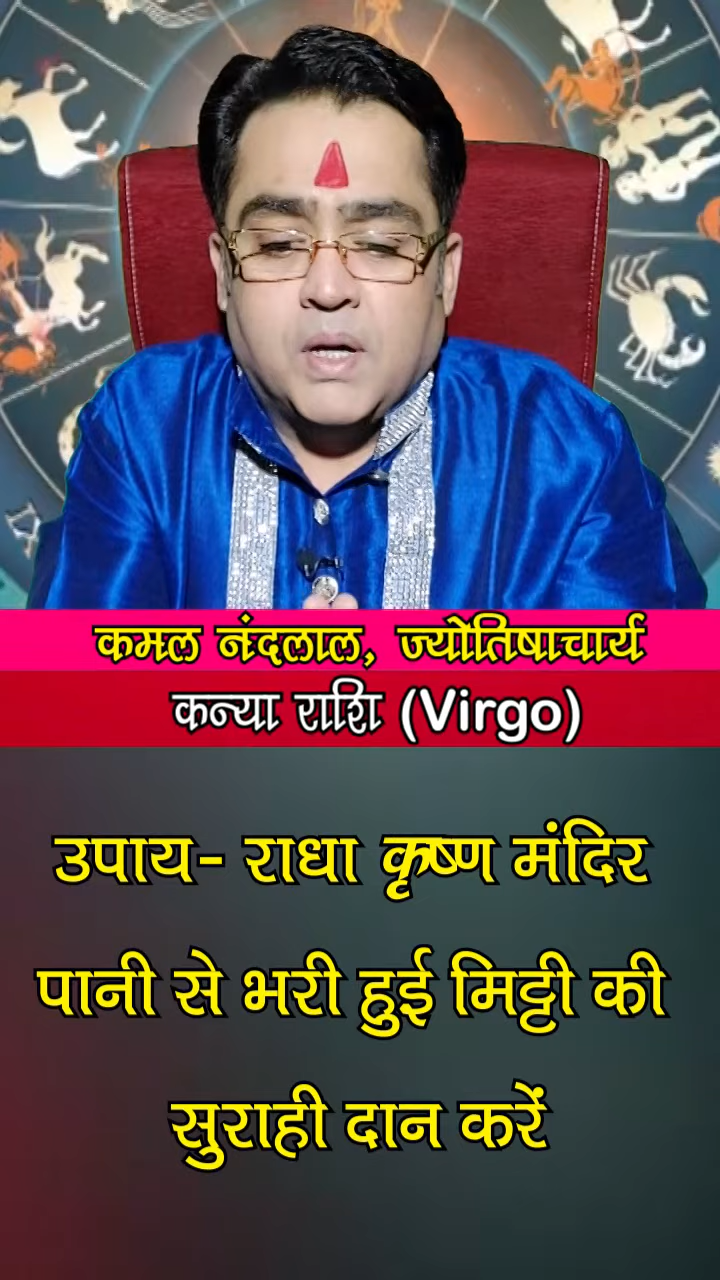 कमल नंदलाल, ज्योतिषाचार्य
कन्या राशि (Virgo)
उपाय- राधा कृष्ण मंदिर
पानी से भरी हुई मिट्टी की
सुराही दान करें